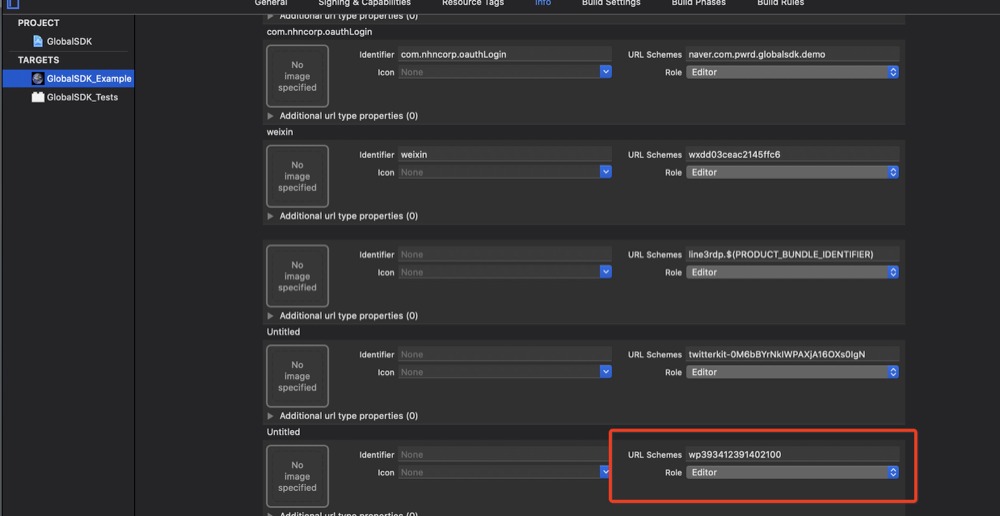 General Signing & Capabilities Resource Tags Info Build Settings Build Phases Build Rules
PROJECT
GlobalSDK
TARGETS
GlobalSDK_Example
GlobalSDK_Tests
Additional url type properties (0)
com.nhncorp.oauthLogin
No image specified
Identifier com.nhncorp.oauthLogin URL Schemes naver.com.pwrd.globalsdk.demo
Icon None Role Editor
Additional url type properties (0)
weixin
No image specified
Identifier weixin URL Schemes wxdd03ceac2145ffc6
Icon None Role Editor
Additional url type properties (0)
No image specified
Identifier None URL Schemes line3rdp.$(PRODUCT_BUNDLE_IDENTIFIER)
Icon None Role Editor
Additional url type properties (0)
Untitled
No image specified
Identifier None URL Schemes twitterkit-0M6bBYrNkIWPAXjA16OXs0IgN
Icon None Role Editor
Additional url type properties (0)
Untitled
No image specified
Identifier None URL Schemes wp393412391402100
Icon None Role Editor
Additional url type properties (0)